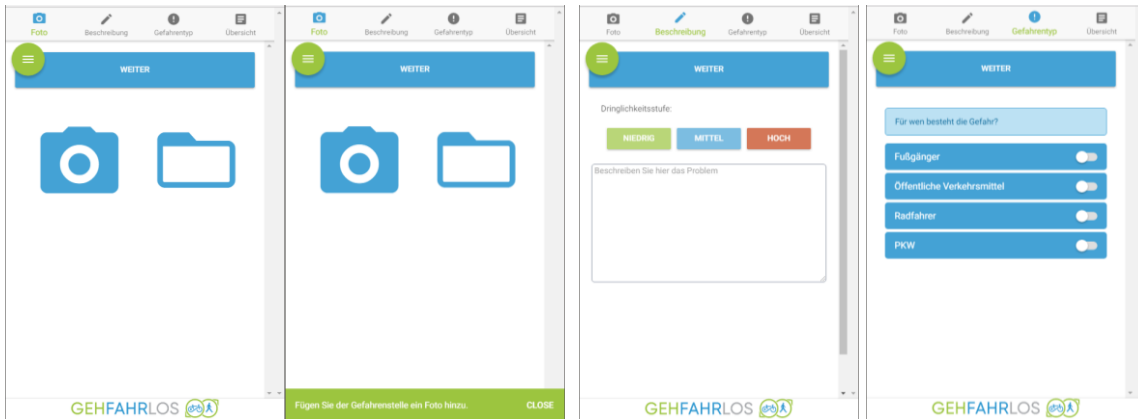 Foto Beschreibung Gefahrentyp Übersicht
WEITER
GEHFAHRLOS
Foto Beschreibung Gefahrentyp Übersicht
WEITER
Fügen Sie der Gefahrenstelle ein Foto hinzu. CLOSE
Foto Beschreibung Gefahrentyp Übersicht
WEITER
Dringlichkeitsstufe:
NIEDRIG MITTEL HOCH
Beschreiben Sie hier das Problem
GEHFAHRLOS
Foto Beschreibung Gefahrentyp Übersicht
WEITER
Für wen besteht die Gefahr?
Fußgänger
Öffentliche Verkehrsmittel
Radfahrer
PKW
GEHFAHRLOS